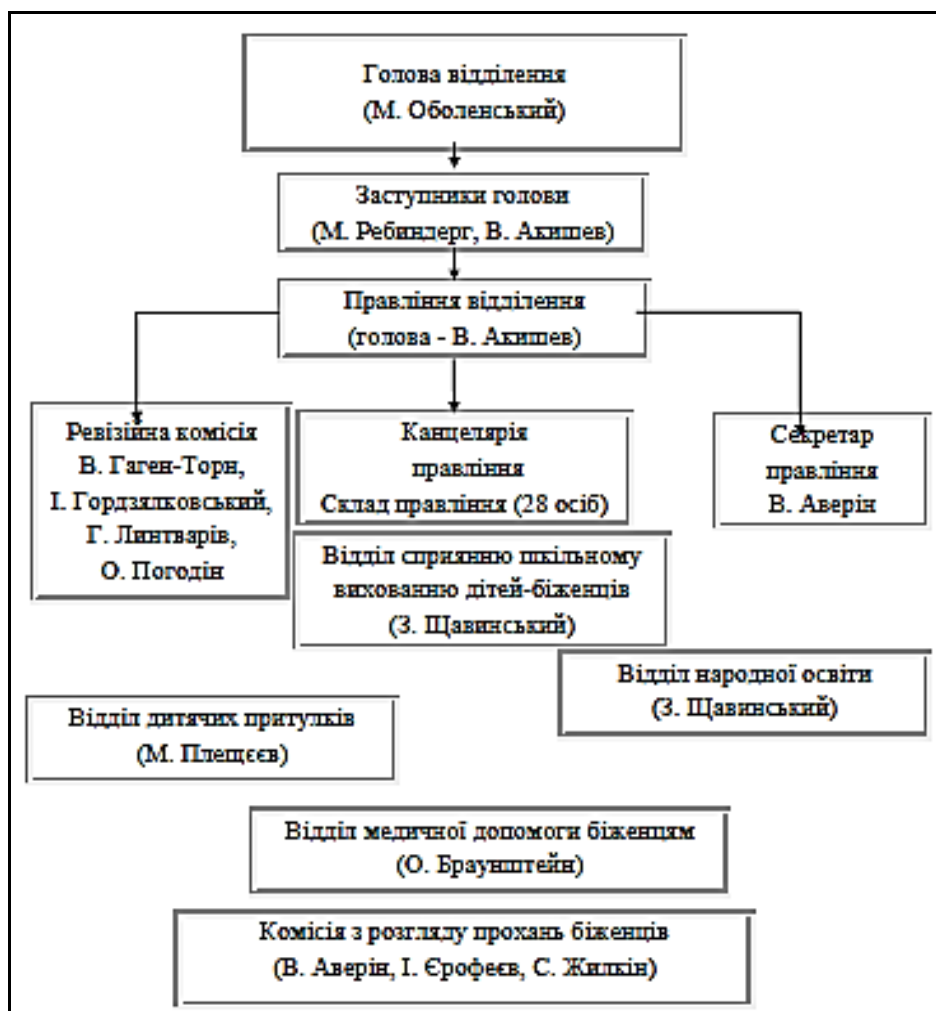 Голова відділення
(М. Оболенський)
Заступники голови
(М. Ребиндерг, В. Акишев)
Правління відділення
(голова - В. Акишев)
Ревізійна комісія
В. Гаген-Торн,
І. Гордзялковський,
Г. Линтварів,
О. Погодін
Канцелярія
правління
Склад правління (28 осіб)
Секретар
правління
В. Аверін
Відділ сприянню шкільному
вихованню дітей-біженців
(З. Щавинський)
Відділ народної освіти
(З. Щавинський)
Відділ дитячих притулків
(М. Плещєєв)
Відділ медичної допомоги біженцям
(О. Браунштейн)
Комісія з розгляду прохань біженців
(В. Аверін, І. Єрофеєв, С. Жилкін)